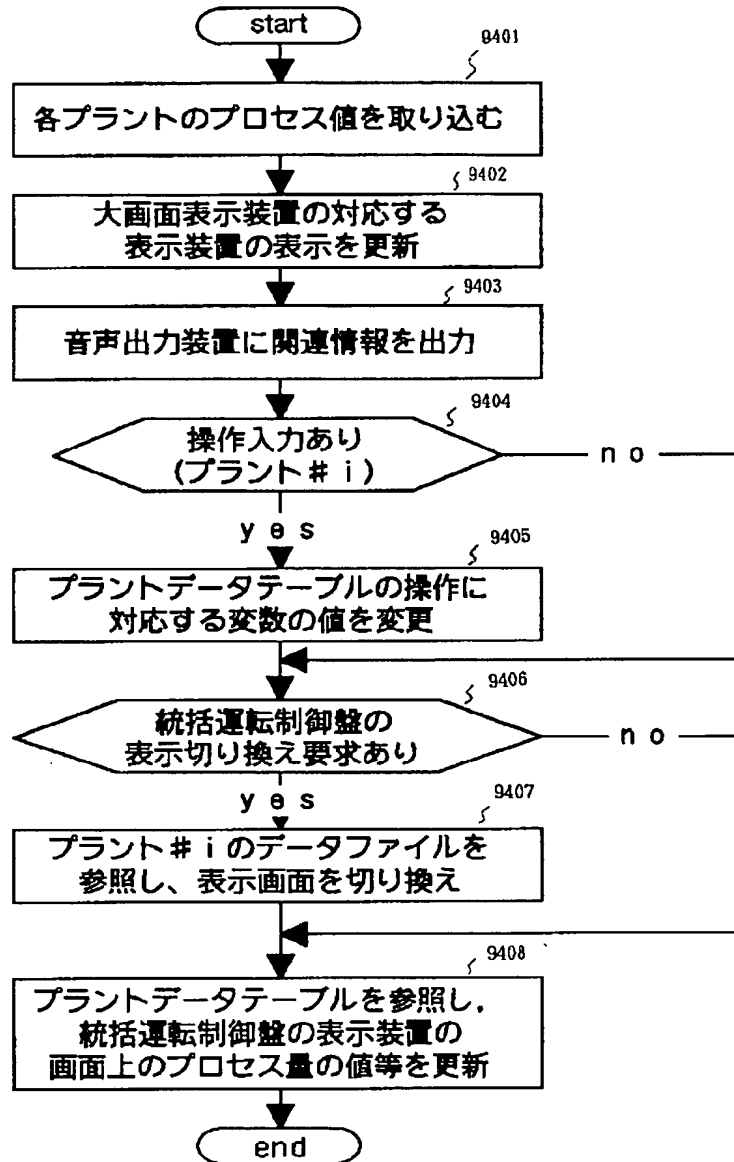 start
9401
各プラントのプロセス値を取り込む
9402
大画面表示装置の対応する
表示装置の表示を更新
9403
音声出力装置に関連情報を出力
9404
操作入力あり
(プラント＃ｉ)
no
yes
9405
プラントデータテーブルの操作に
対応する変数の値を変更
9406
統括運転制御盤の
表示切り換え要求あり
no
yes
9407
プラント＃ｉのデータファイルを
参照し、表示画面を切り換え
9408
プラントデータテーブルを参照し，
統括運転制御盤の表示装置の
画面上のプロセス量の値等を更新
end